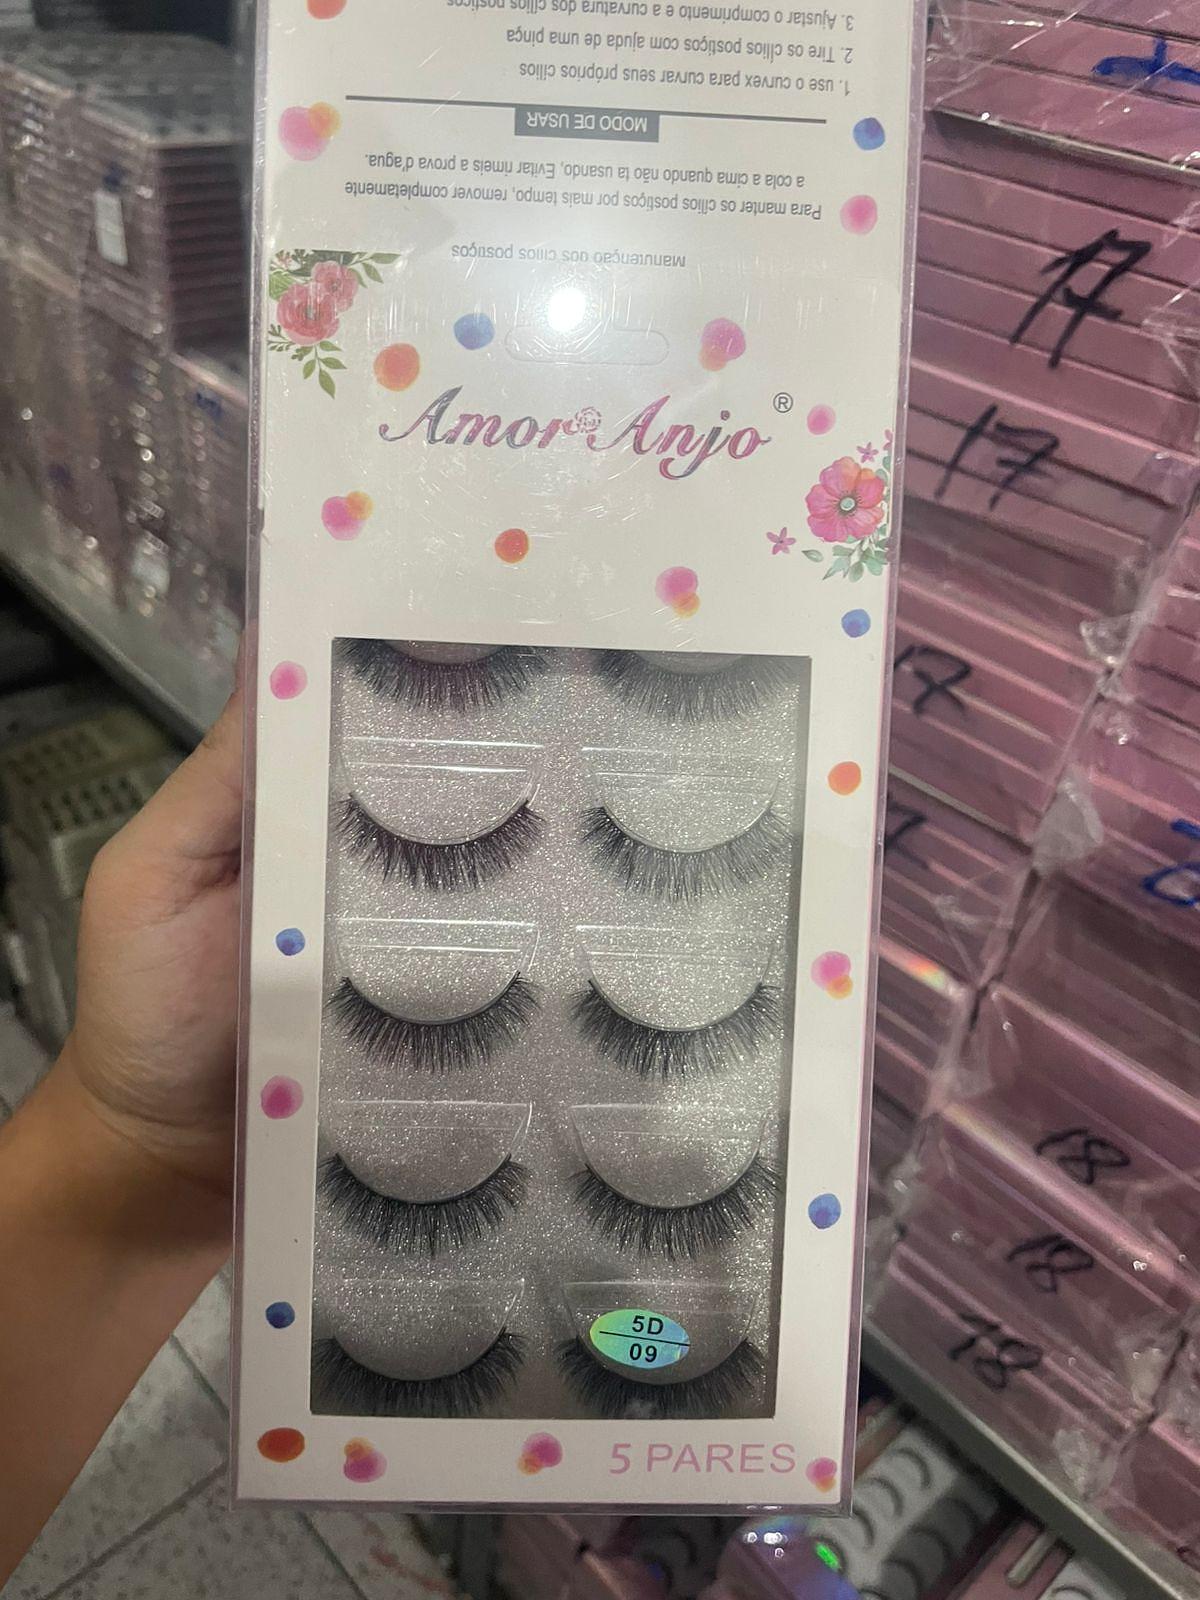 3. Ajustar o comprimento e a curvatura dos cílios postiços
2. Tire os cílios postiços com ajuda de uma pinça
1. use o curvex para curvar seus próprios cílios
MODO DE USAR
a cola a cima quando não ta usando, Evitar rimeis a prova d'agua.
Para manter os cílios postiços por mais tempo, remover completamente
Manutenção dos cílios postiços
Amor Anjo ®
5D
09
5 PARES
17
17
17
18
18
18